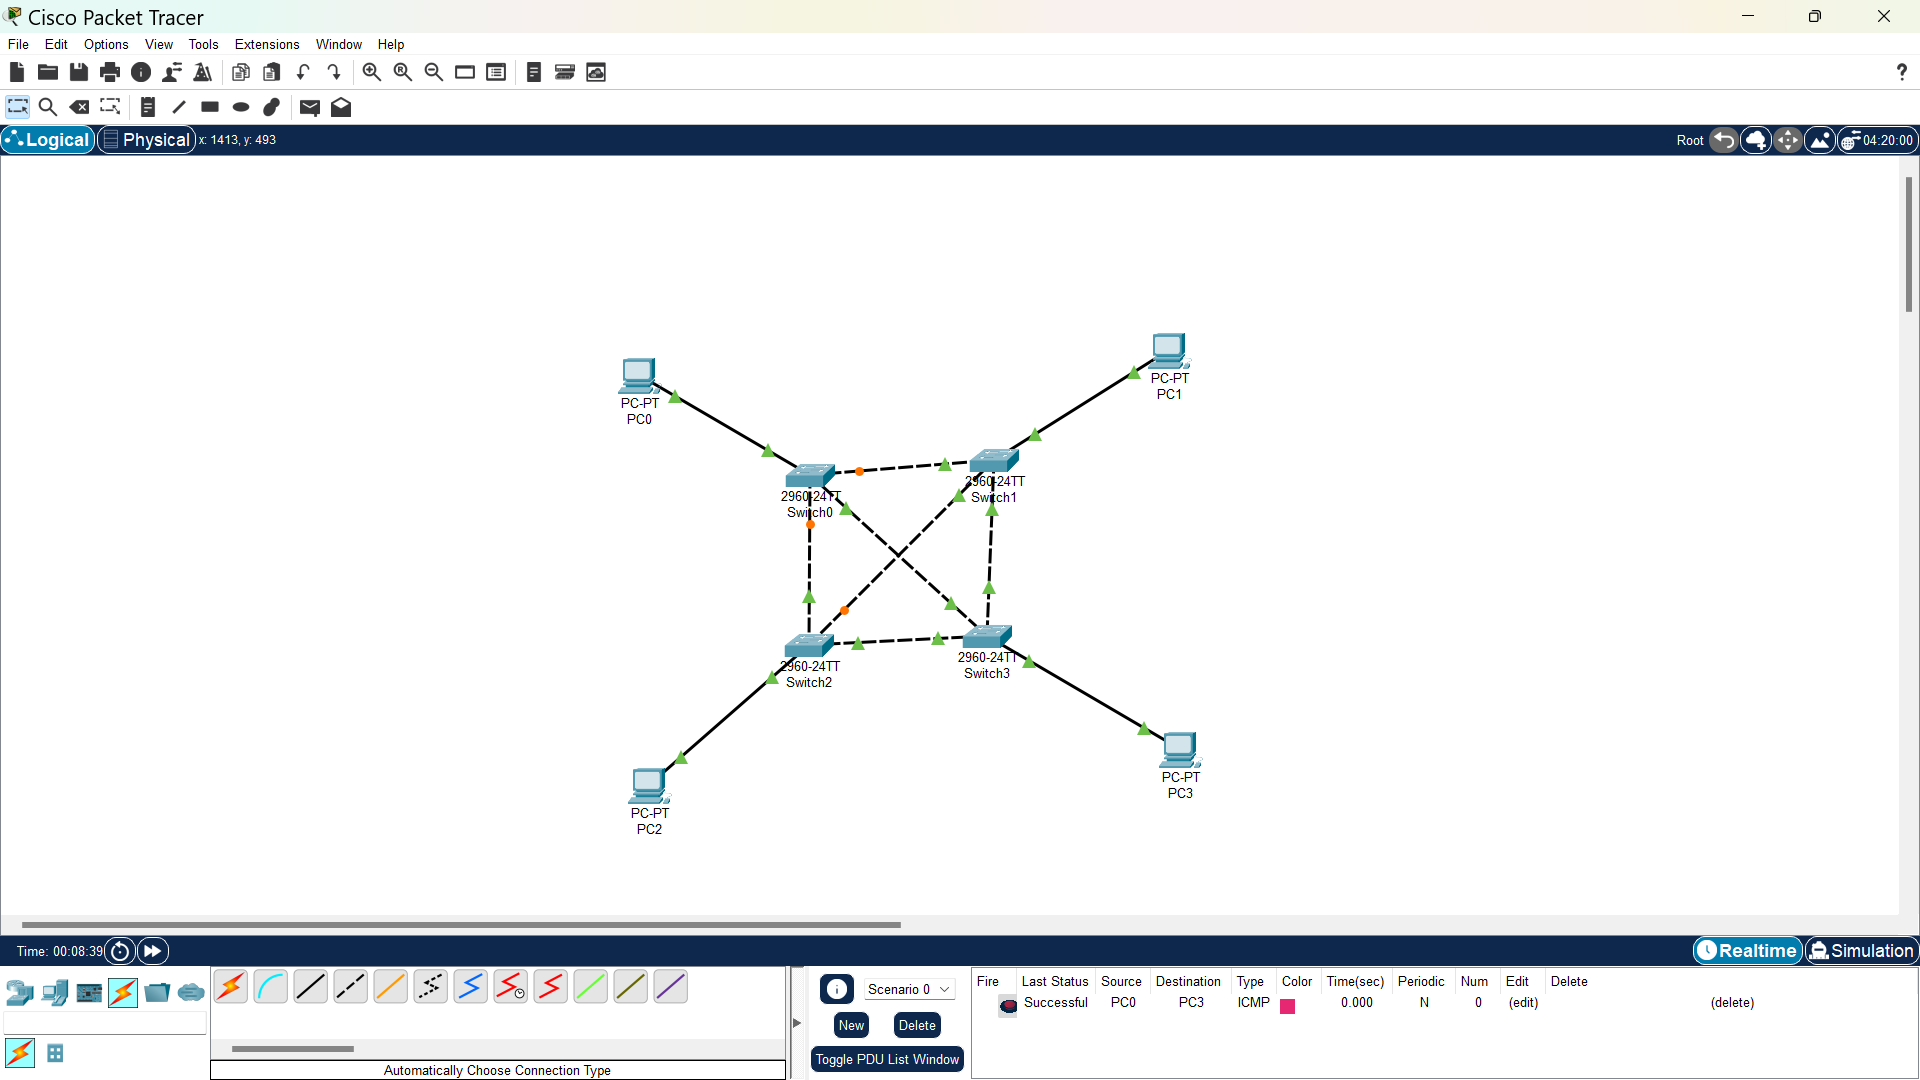 Cisco Packet Tracer
File Edit Options View Tools Extensions Window Help
?
Logical Physical x: 1413, y: 493 Root 04:20:00
PC-PT
PC1
PC-PT
PC0
2960-24TT
Switch1
2960-24TT
Switch0
2960-24TT
Switch3
2960-24TT
Switch2
PC-PT
PC3
PC-PT
PC2
Time: 00:08:39 Realtime Simulation
Scenario 0
New Delete
Toggle PDU List Window
Automatically Choose Connection Type
Fire Last Status Source Destination Type Color Time(sec) Periodic Num Edit Delete
Successful PC0 PC3 ICMP 0.000 N 0 (edit) (delete)